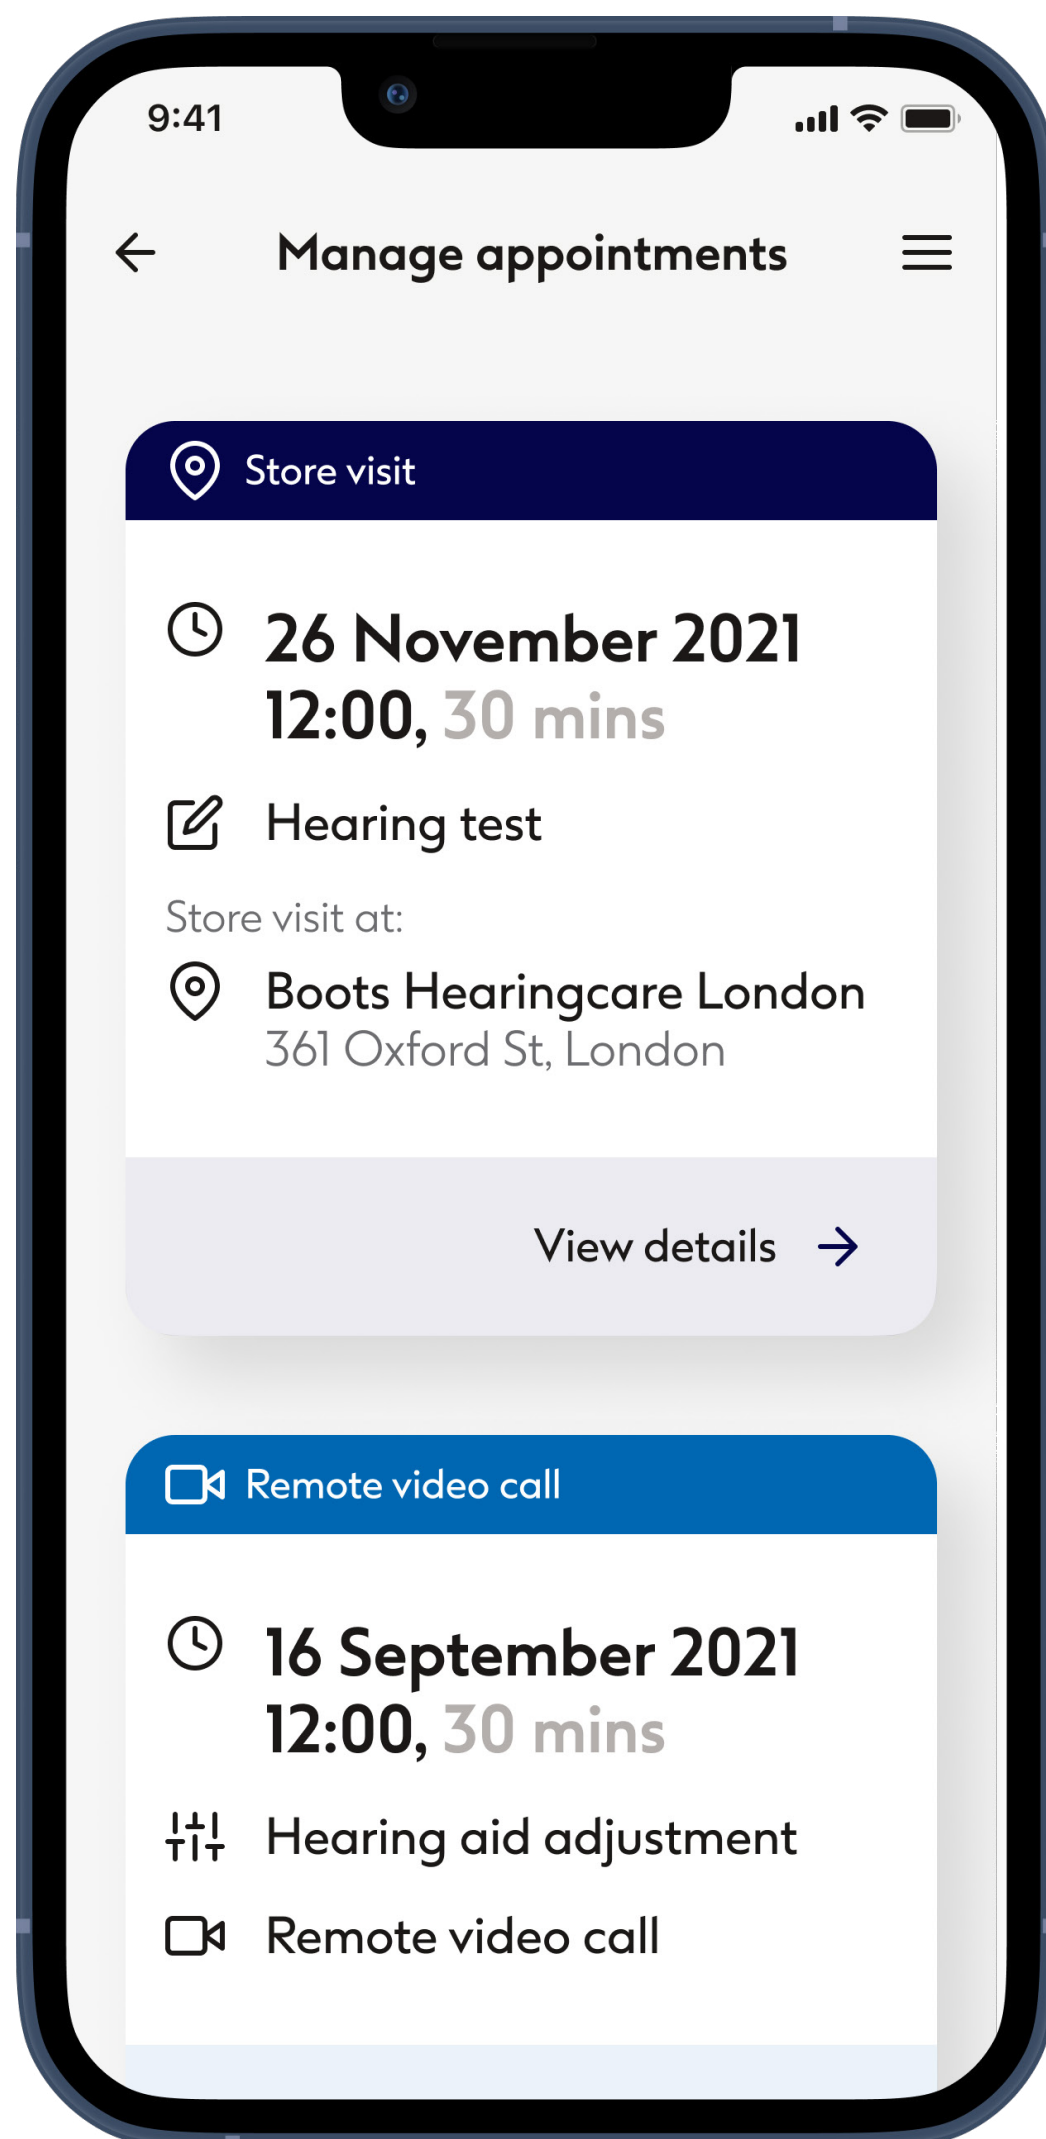 9:41
Manage appointments
Store visit
26 November 2021
12:00, 30 mins
Hearing test
Store visit at:
Boots Hearingcare London
361 Oxford St, London
View details
Remote video call
16 September 2021
12:00, 30 mins
Hearing aid adjustment
Remote video call